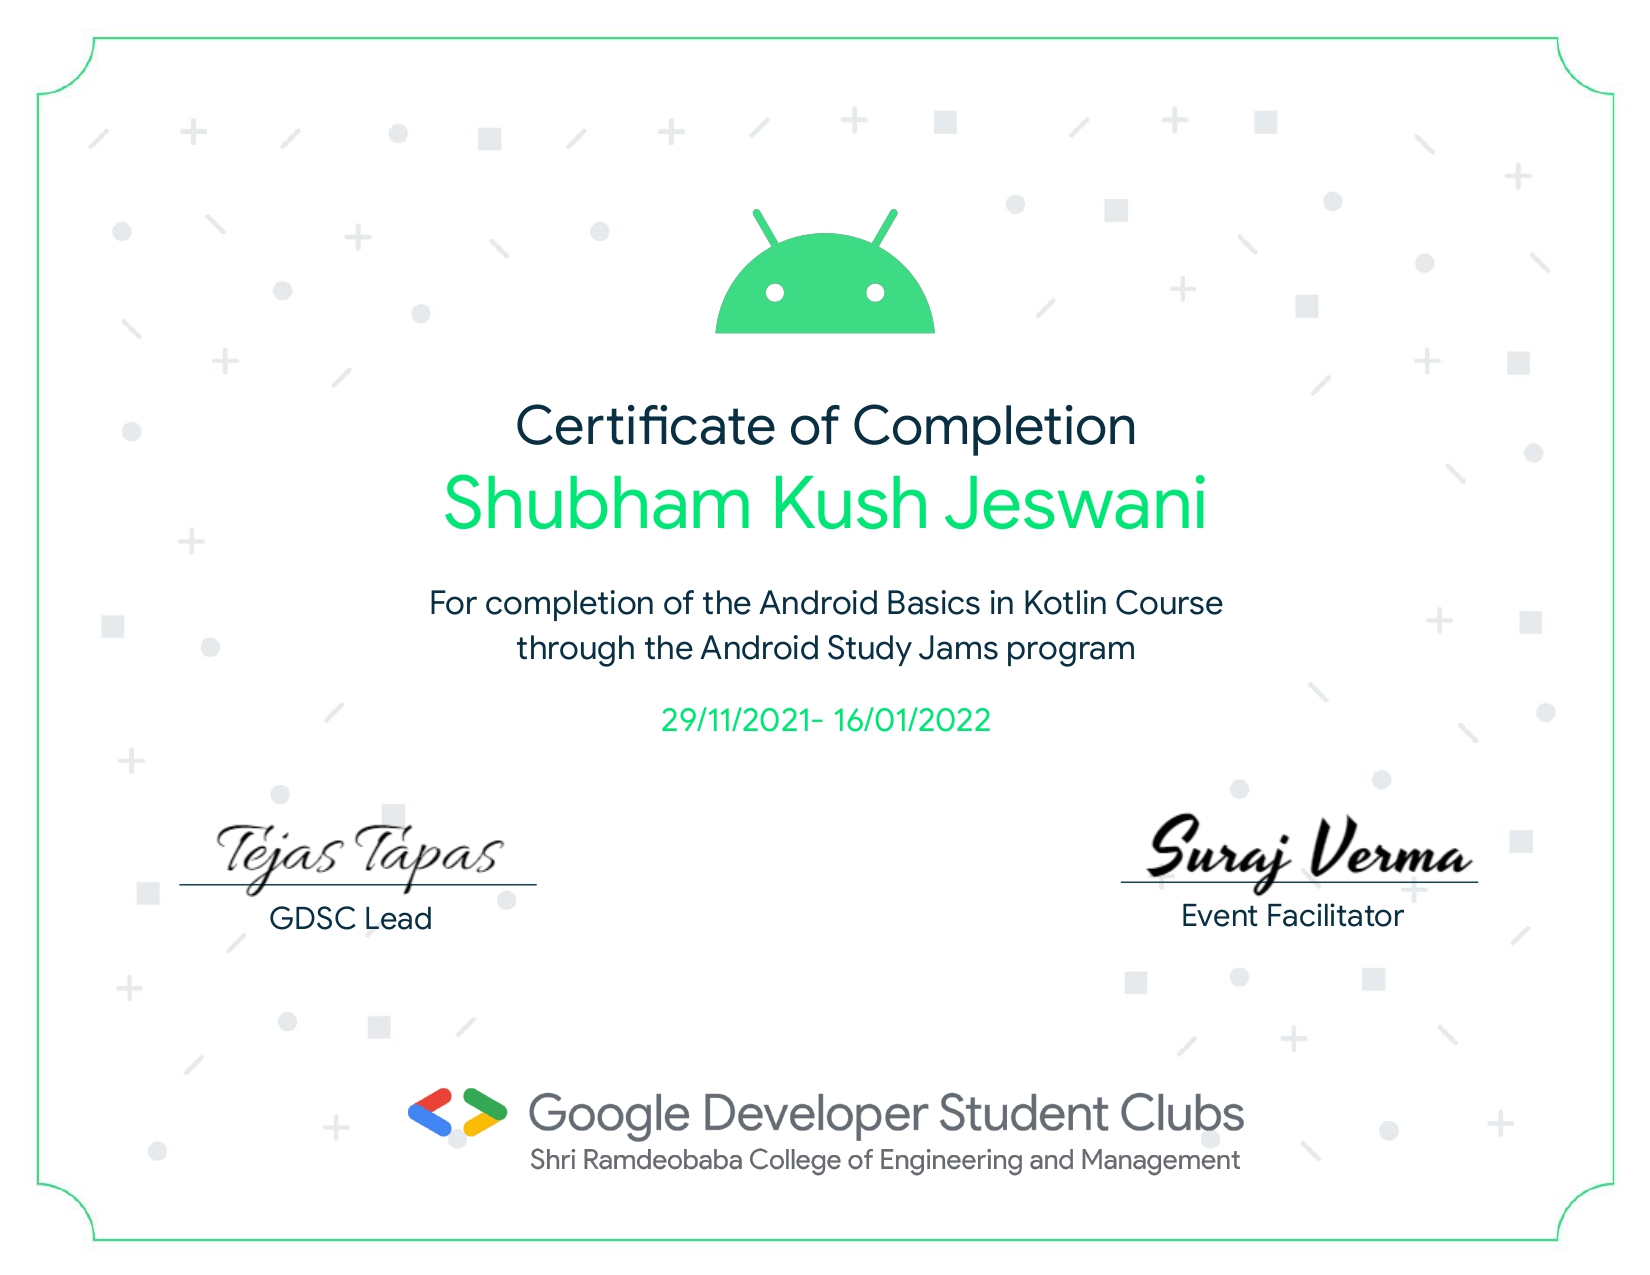 Certificate of Completion
Shubham Kush Jeswani
For completion of the Android Basics in Kotlin Course
through the Android Study Jams program
29/11/2021- 16/01/2022
Tejas Tapas
GDSC Lead
Suraj Verma
Event Facilitator
Google Developer Student Clubs
Shri Ramdeobaba College of Engineering and Management